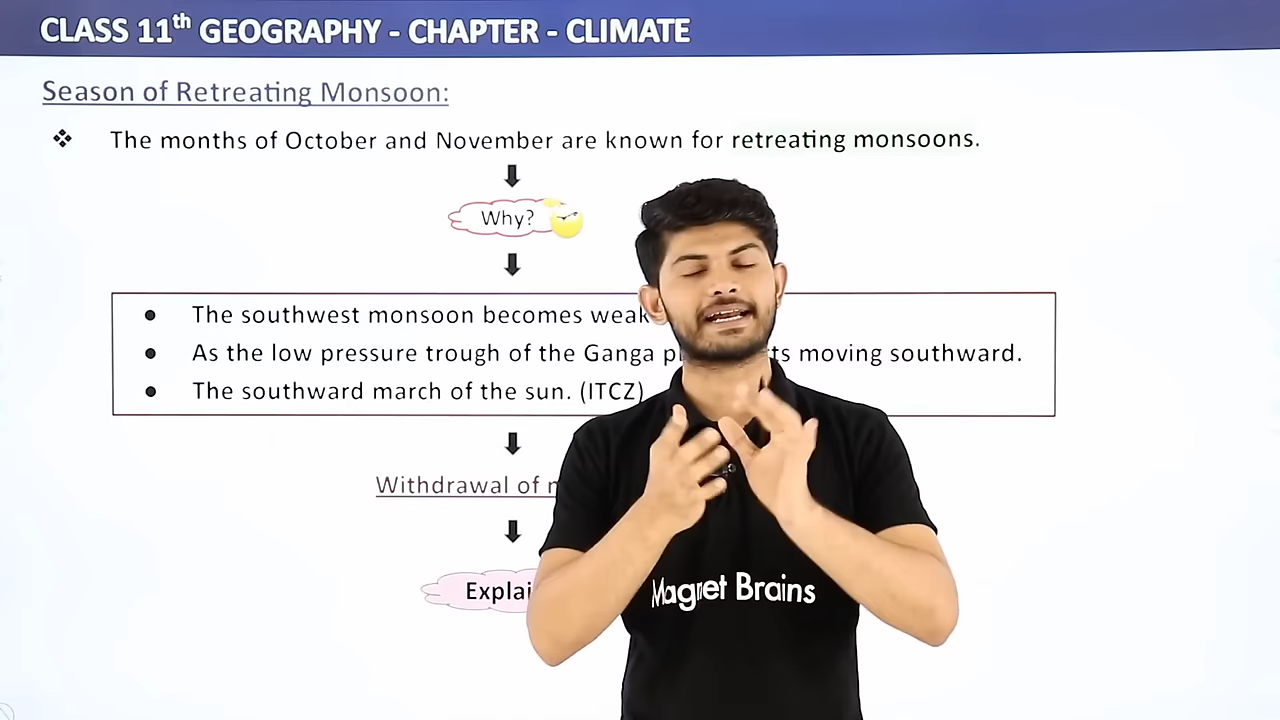 CLASS 11th GEOGRAPHY - CHAPTER - CLIMATE
Season of Retreating Monsoon:
❖ The months of October and November are known for retreating monsoons.
Why?
● The southwest monsoon becomes weak
● As the low pressure trough of the Ganga moving southward.
● The southward march of the sun. (ITCZ)
Withdrawal of
Magnet Brains